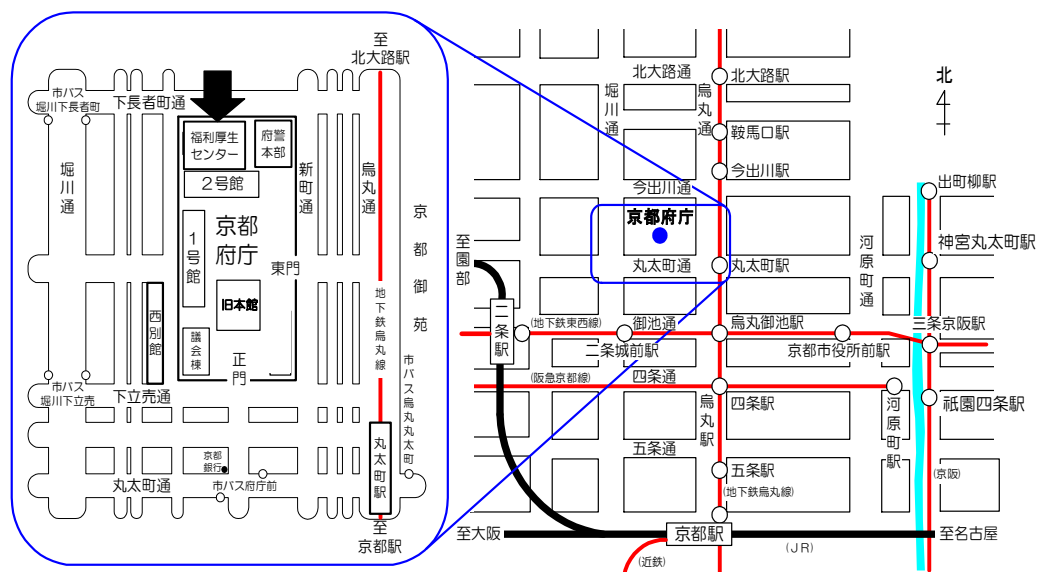 至
北大路駅
市バス
堀川下長者町
下長者町通
福利厚生
センター
府警
本部
2号館
堀川通
新町通
烏丸通
京都御苑
京都
府庁
1号館
東門
旧本館
西別館
議会棟
正門
地下鉄烏丸線
市バス烏丸丸太町
市バス
堀川下立売
下立売通
京都
銀行
丸太町駅
丸太町通
市バス府庁前
至
京都駅
北大路通
北大路駅
堀川通
烏丸通
北
鞍馬口駅
今出川駅
今出川通
出町柳駅
京都府庁
至園部
河原町通
神宮丸太町駅
丸太町通
丸太町駅
二条駅
(地下鉄東西線)
御池通
烏丸御池駅
三条京阪駅
二条城前駅
京都市役所前駅
(阪急京都線)
四条通
烏丸駅
四条駅
河原町駅
祇園四条駅
五条通
五条駅
(京阪)
(地下鉄烏丸線)
至大阪
京都駅
至名古屋
(JR)
(近鉄)